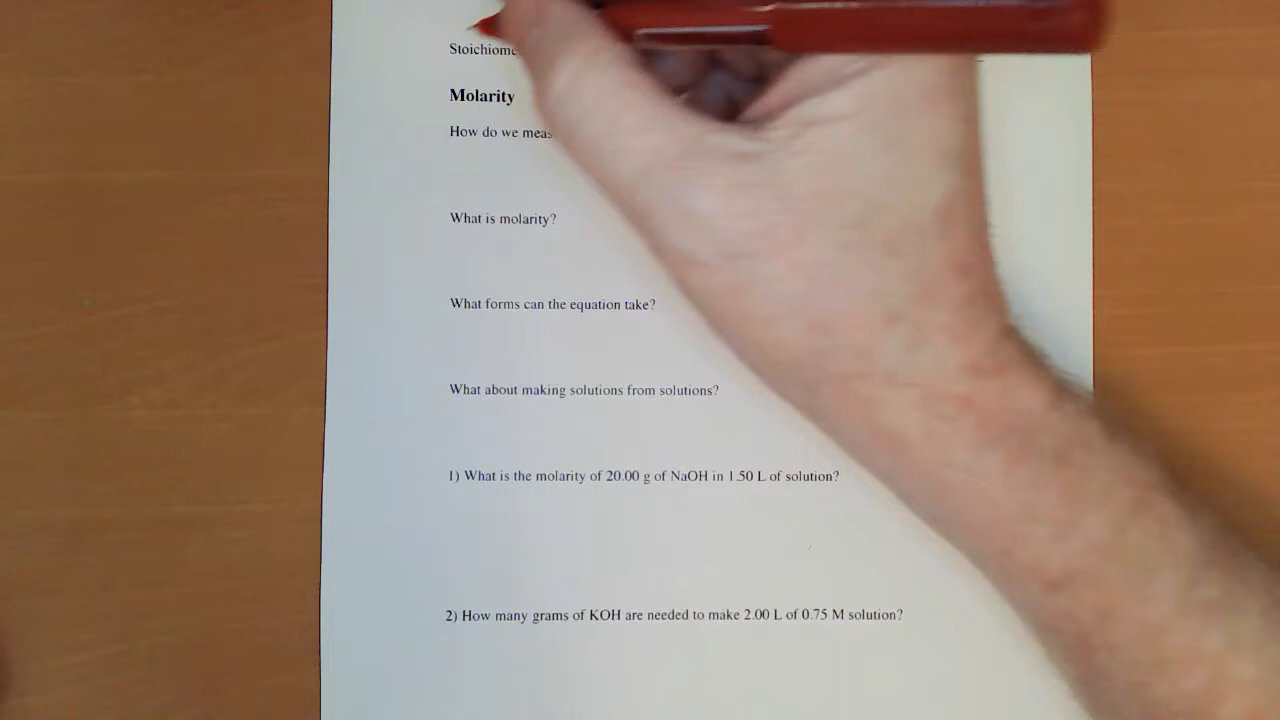 Molarity
How do we
What is molarity?
What forms can the equation take?
What about making solutions from solutions?
1) What is the molarity of 20.00 g of NaOH in 1.50 L of solution?
2) How many grams of KOH are needed to make 2.00 L of 0.75 M solution?